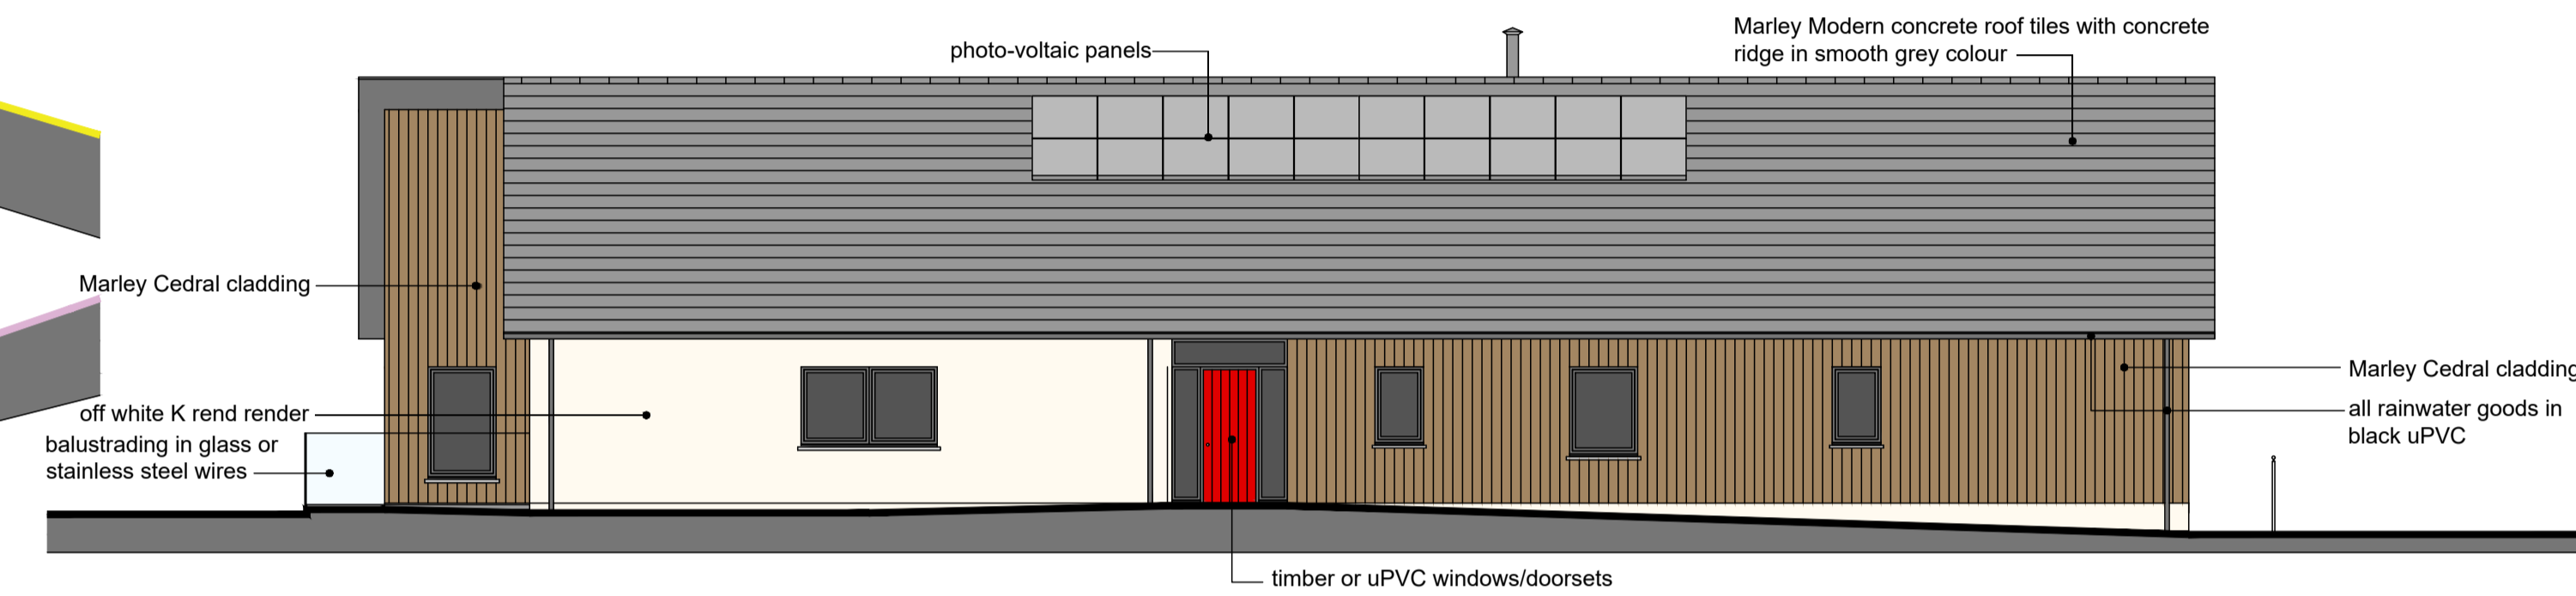 Marley Modern concrete roof tiles with concrete
ridge in smooth grey colour
photo-voltaic panels
Marley Cedral cladding
off white K rend render
balustrading in glass or
stainless steel wires
Marley Cedral cladding
all rainwater goods in
black uPVC
timber or uPVC windows/doorsets